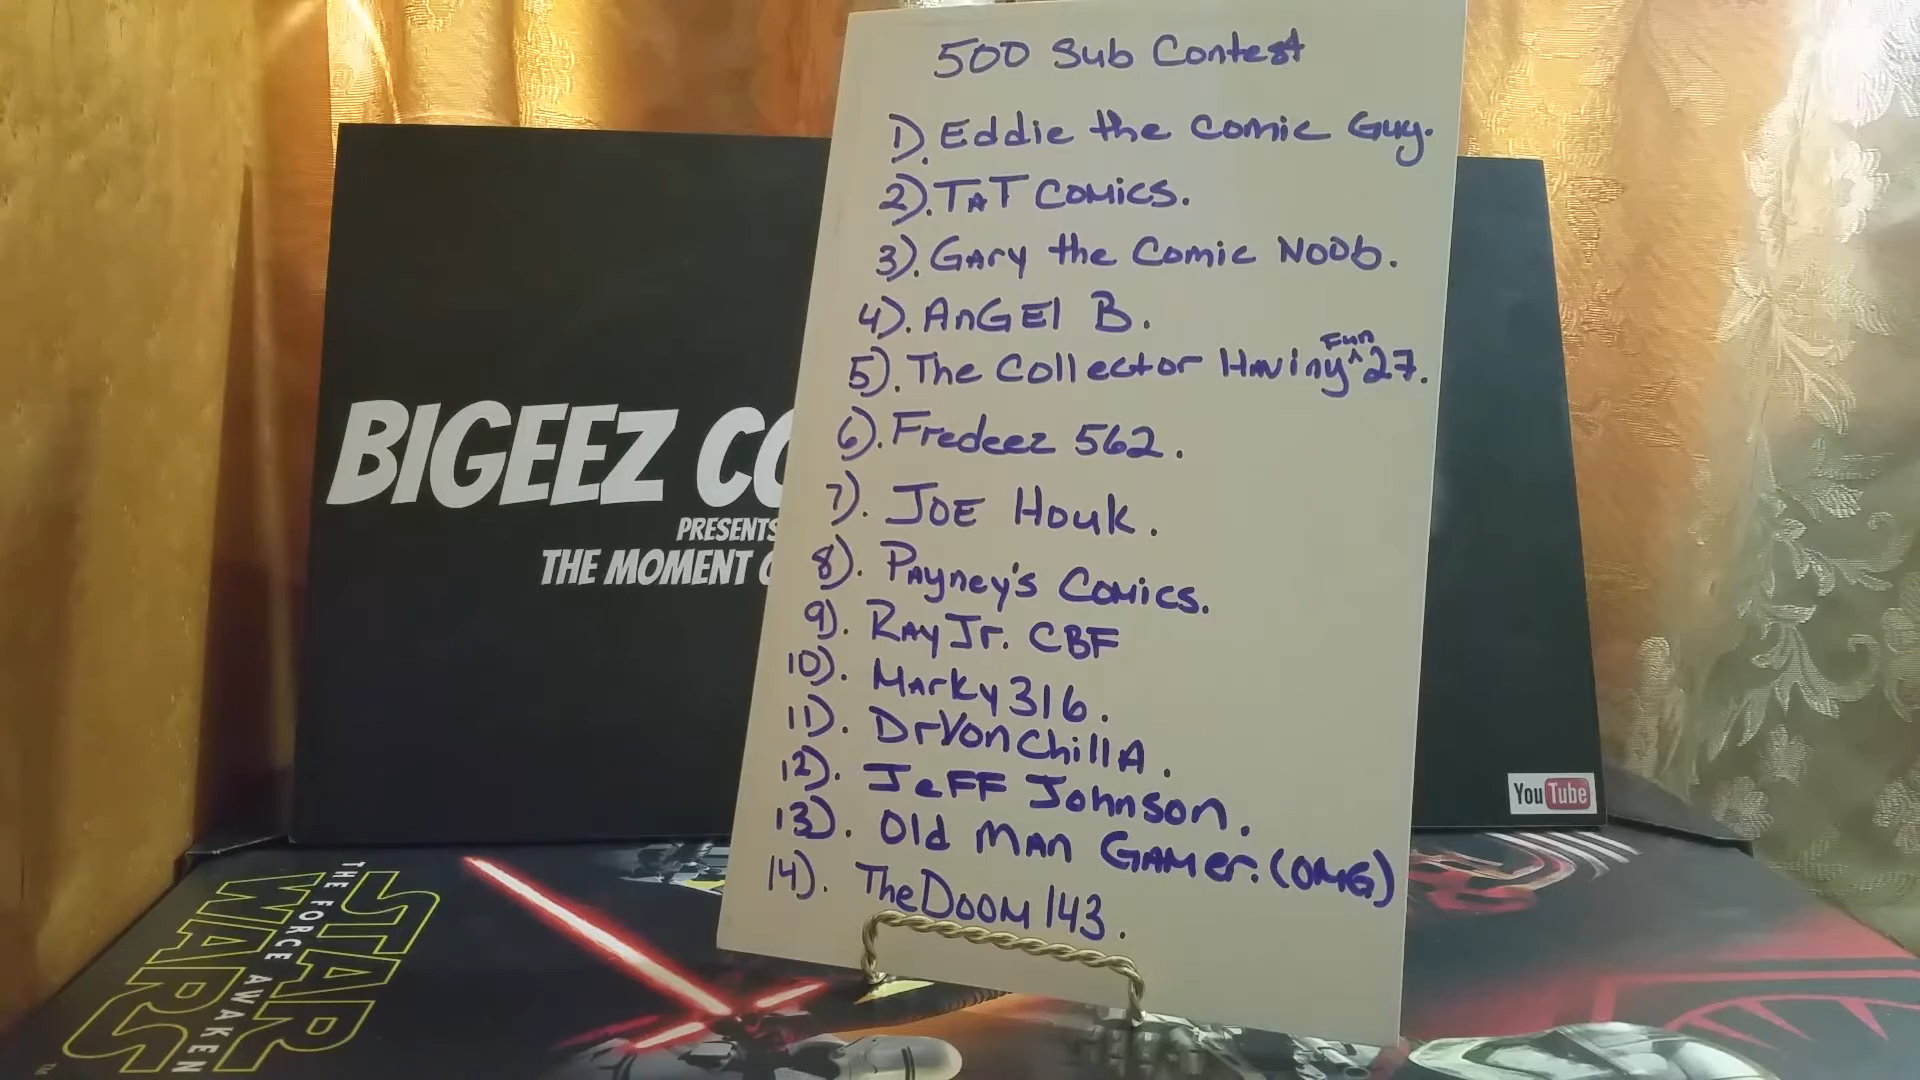 500 Sub Contest
1). Eddie the Comic Guy.
2). TAT COMICS.
3). GAry the Comic NOOb.
4). AnGEl B.
Fun
5). The Collector HAving ^ 27.
6). Fredeez 562.
7). JOE Houk.
8). PAyney's Comics.
9). RAY Jr. CBF
10). MArky316.
11). DrVonChillA.
12). JeFF Johnson.
13). Old MAn GAMer. (OMG)
14). TheDOOM143.
BIGEEZ CO
PRESENTS
THE MOMENT
YouTube
STAR
THE FORCE AWAKEN
WARS